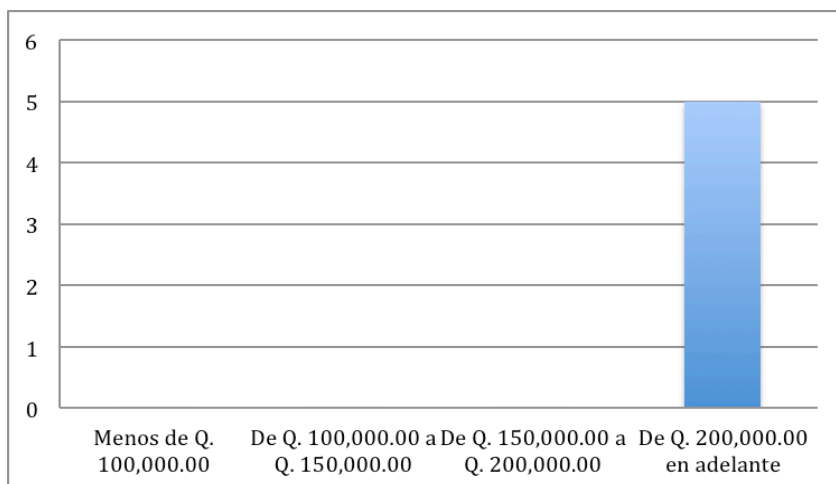 6
5
4
3
2
1
0
Menos de Q.
100,000.00
De Q. 100,000.00 a
Q. 150,000.00
De Q. 150,000.00 a
Q. 200,000.00
De Q. 200,000.00
en adelante